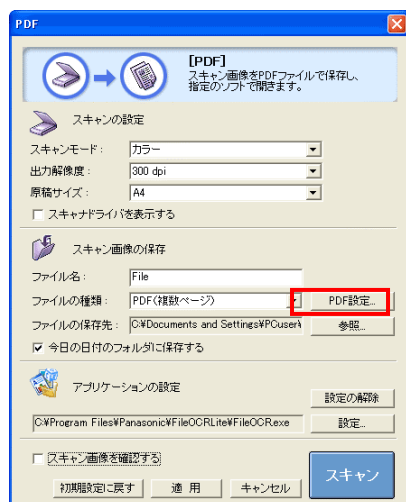 PDF
[PDF]
スキャン画像をPDFファイルで保存し、
指定のソフトで開きます。
スキャンの設定
スキャンモード：
カラー
出力解像度：
300 dpi
原稿サイズ：
A4
スキャナドライバを表示する
スキャン画像の保存
ファイル名：
File
ファイルの種類：
PDF(複数ページ)
PDF設定...
ファイルの保存先：
C:¥Documents and Settings¥PCuser¥
参照...
今日の日付のフォルダに保存する
アプリケーションの設定
設定の解除
C:¥Program Files¥Panasonic¥FileOCRLite¥FileOCR.exe
設定...
スキャン画像を確認する
初期設定に戻す
適 用
キャンセル
スキャン